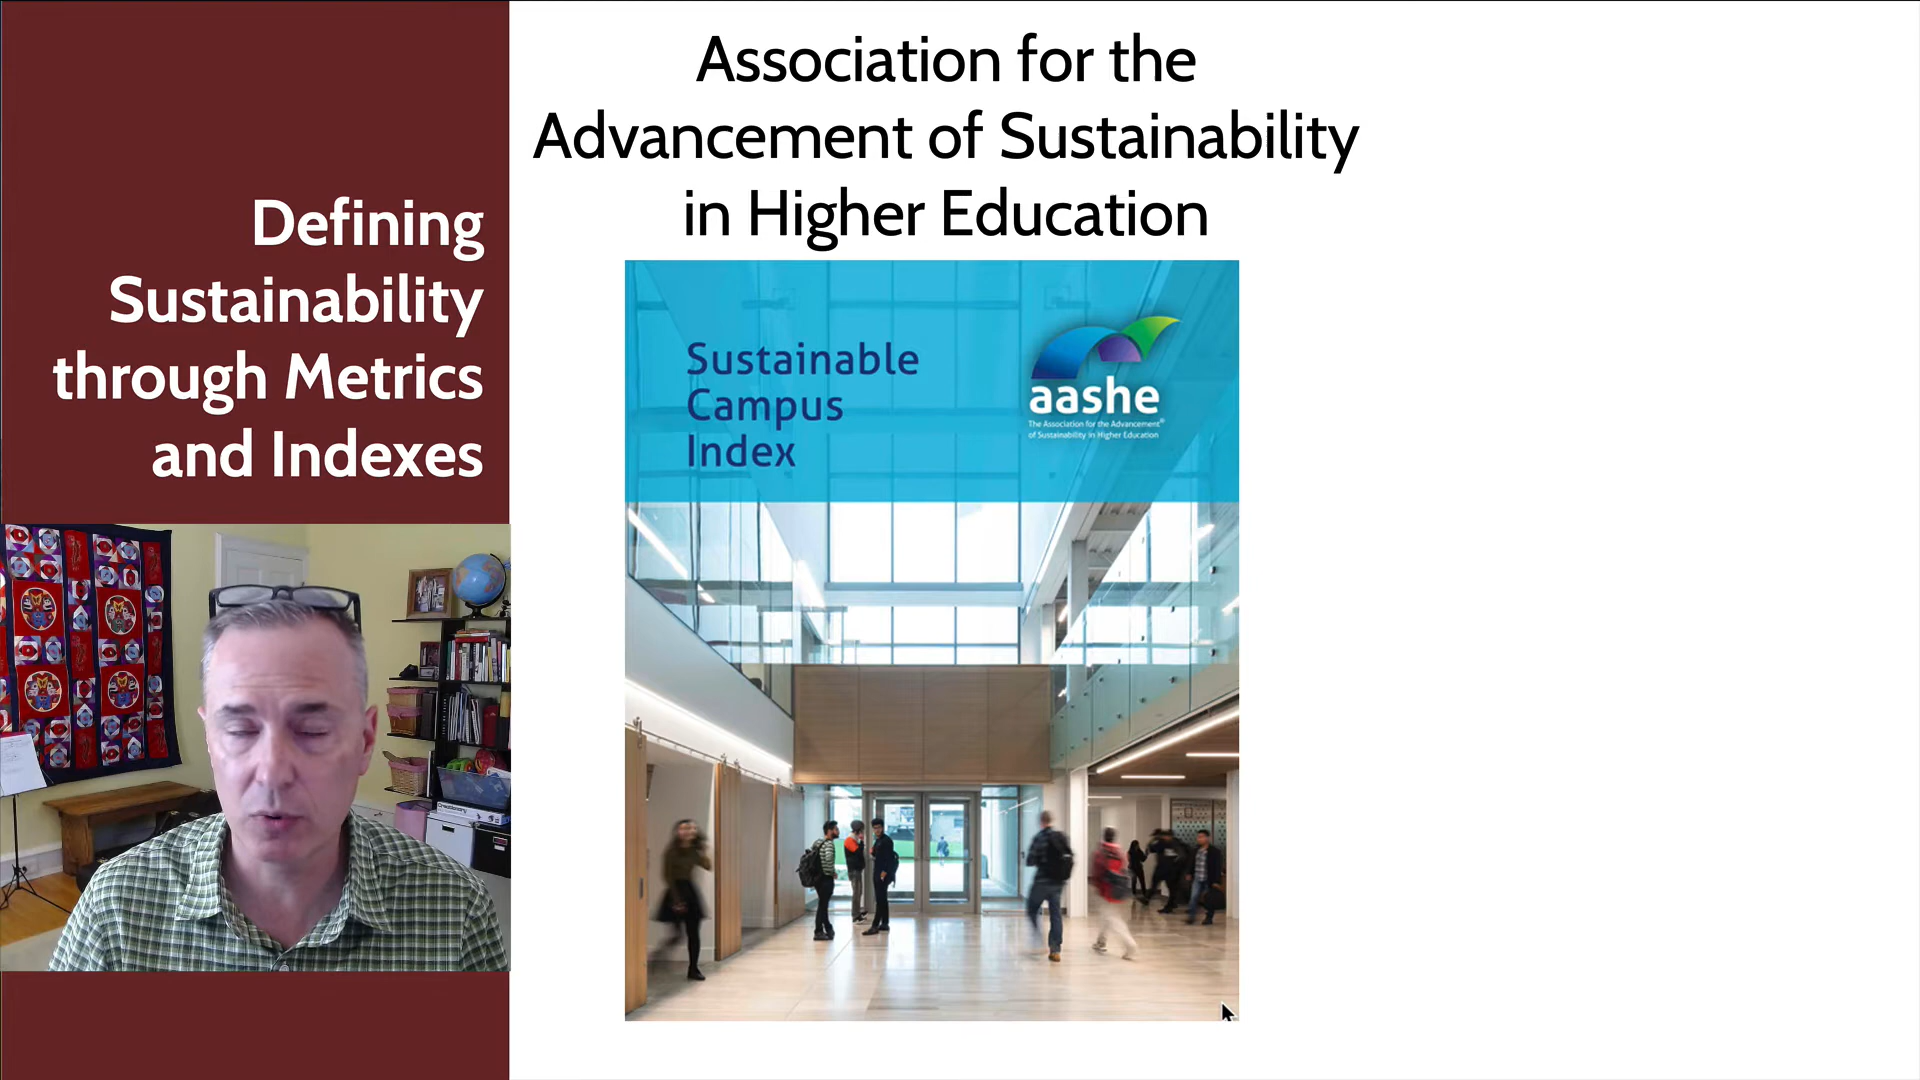 Defining
Sustainability
through Metrics
and Indexes
Association for the
Advancement of Sustainability
in Higher Education
Sustainable
Campus
Index
aashe
The Association for the Advancement®
of Sustainability in Higher Education